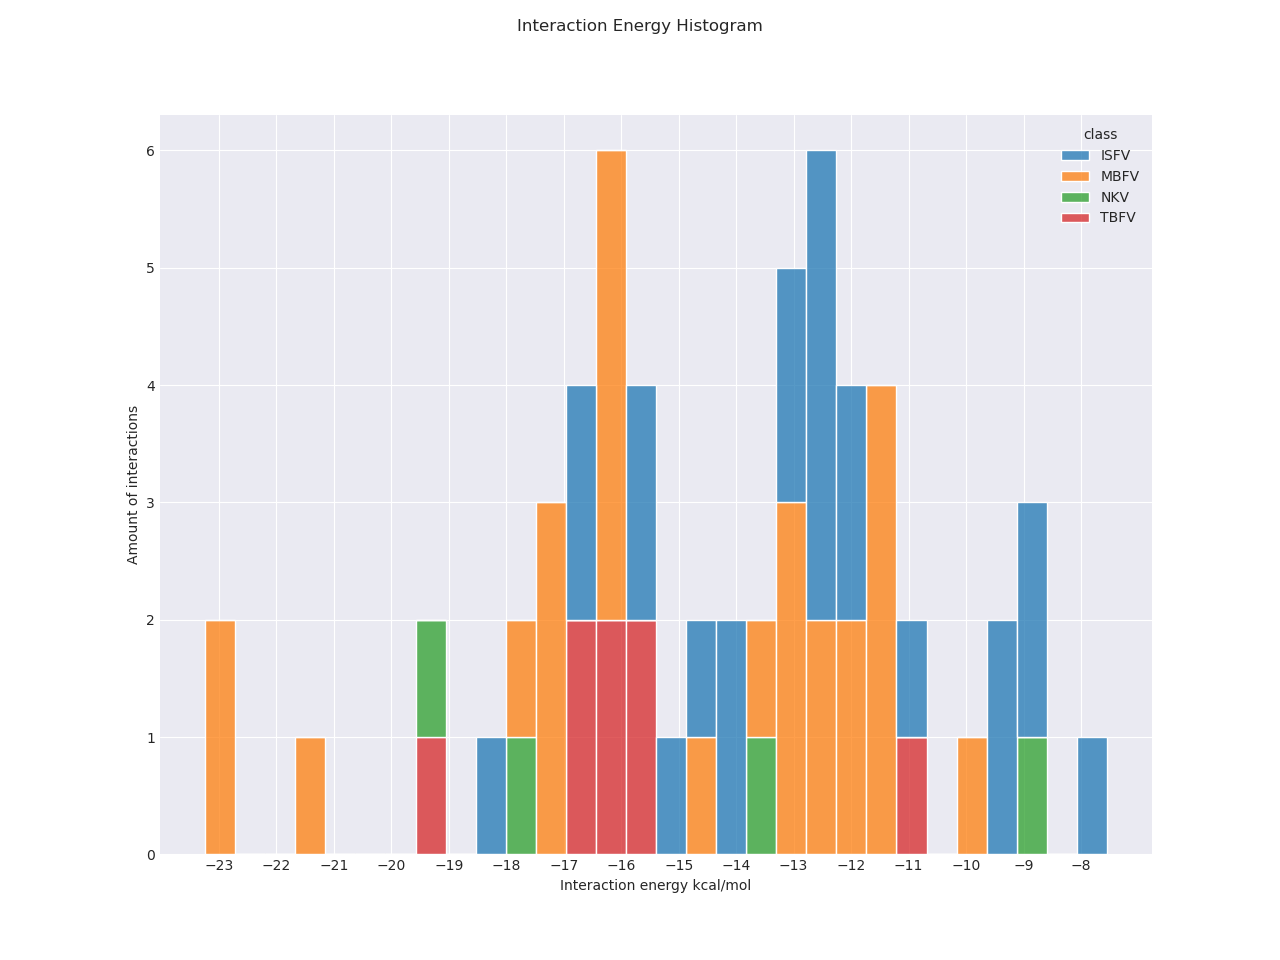 Interaction Energy Histogram
class
ISFV
MBFV
NKV
TBFV
Amount of interactions
6
5
4
3
2
1
0
−23 −22 −21 −20 −19 −18 −17 −16 −15 −14 −13 −12 −11 −10 −9 −8
Interaction energy kcal/mol